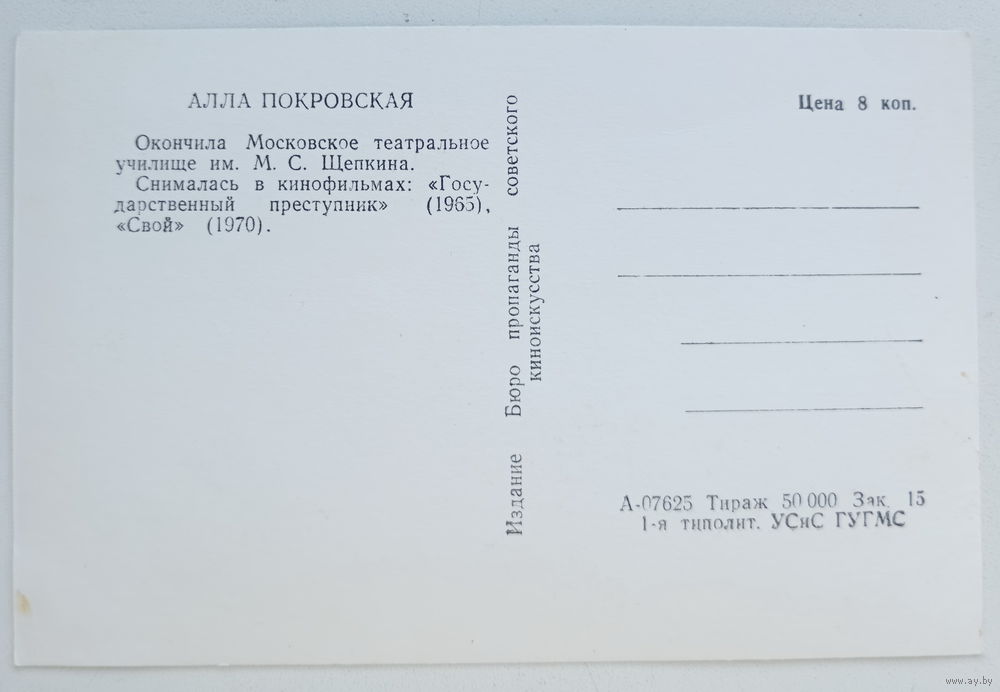 АЛЛА ПОКРОВСКАЯ
Окончила Московское театральное
училище им. М. С. Щепкина.
Снималась в кинофильмах: «Госу-
дарственный преступник» (1965),
«Свой» (1970).
Издание Бюро пропаганды советского
киноискусства
Цена 8 коп.
А-07625 Тираж 50 000 Зак. 15
1-я типолит. УСиС ГУГМС
www.ay.by